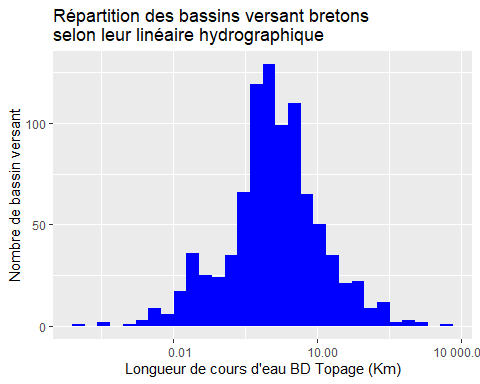 Répartition des bassins versant bretons
selon leur linéaire hydrographique
Nombre de bassin versant
100
50
0
0.01
10.00
10 000.0
Longueur de cours d'eau BD Topage (Km)